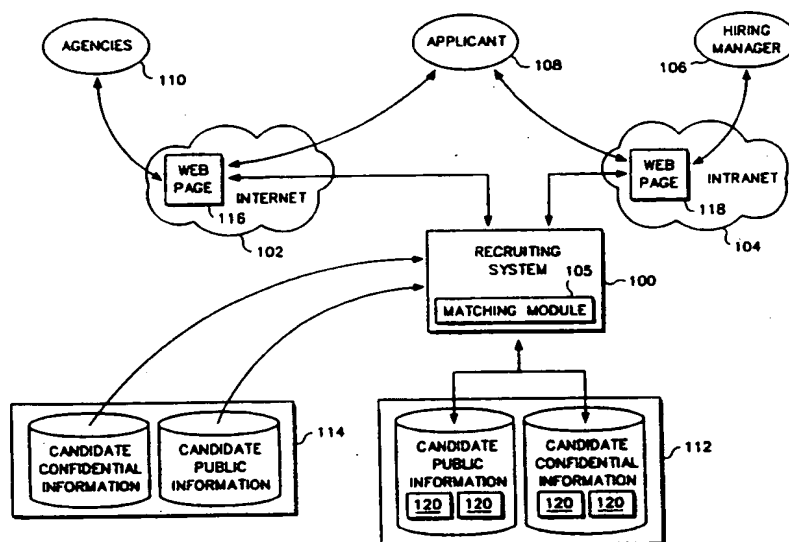 AGENCIES
110
APPLICANT
108
HIRING
MANAGER
106
WEB
PAGE
116
INTERNET
102
WEB
PAGE
118
INTRANET
104
RECRUITING
SYSTEM
105
MATCHING MODULE
100
CANDIDATE
CONFIDENTIAL
INFORMATION
CANDIDATE
PUBLIC
INFORMATION
114
CANDIDATE
PUBLIC
INFORMATION
120 120
CANDIDATE
CONFIDENTIAL
INFORMATION
120 120
112